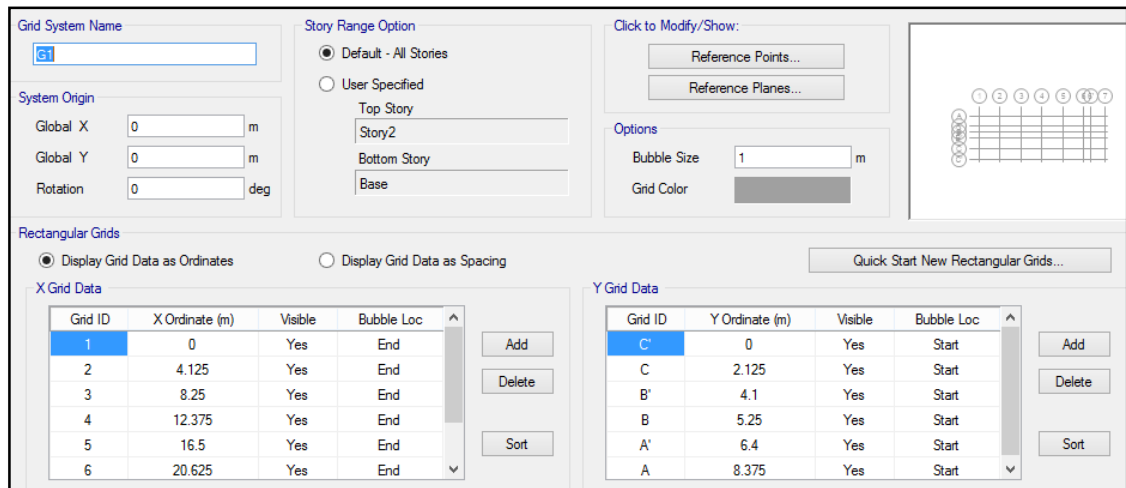 Grid System Name
G1
System Origin
Global X 0 m
Global Y 0 m
Rotation 0 deg
Story Range Option
Default - All Stories
User Specified
Top Story
Story2
Bottom Story
Base
Click to Modify/Show:
Reference Points...
Reference Planes...
Options
Bubble Size 1 m
Grid Color
1 2 3 4 5 7
A
C
Rectangular Grids
Display Grid Data as Ordinates
Display Grid Data as Spacing
Quick Start New Rectangular Grids...
X Grid Data
Grid ID X Ordinate (m) Visible Bubble Loc
1 0 Yes End
2 4.125 Yes End
3 8.25 Yes End
4 12.375 Yes End
5 16.5 Yes End
6 20.625 Yes End
Add
Delete
Sort
Y Grid Data
Grid ID Y Ordinate (m) Visible Bubble Loc
C' 0 Yes Start
C 2.125 Yes Start
B' 4.1 Yes Start
B 5.25 Yes Start
A' 6.4 Yes Start
A 8.375 Yes Start
Add
Delete
Sort